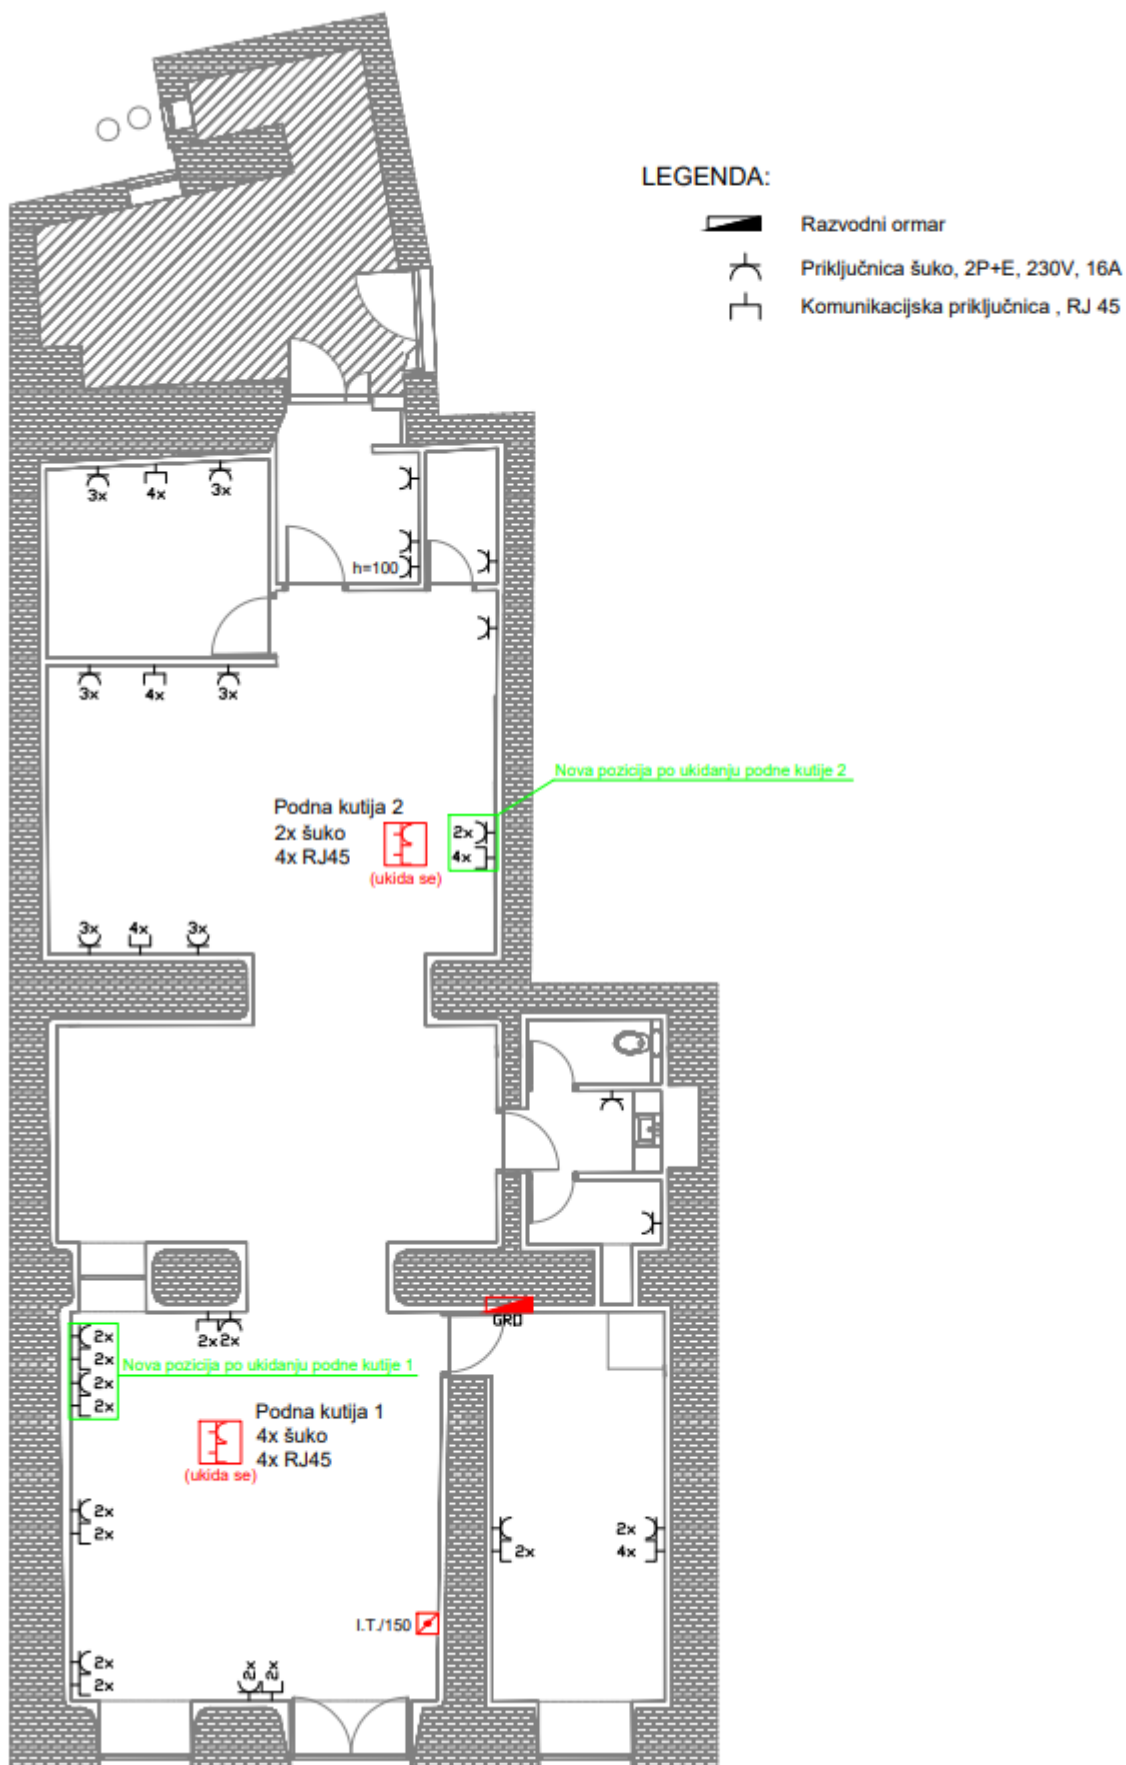 LEGENDA:
Razvodni ormar
Priključnica šuko, 2P+E, 230V, 16A
Komunikacijska priključnica , RJ 45
3x
4x
3x
h=100
3x
4x
3x
Nova pozicija po ukidanju podne kutije 2
Podna kutija 2
2x šuko
4x RJ45
(ukida se)
2x
4x
3x
4x
3x
GRO
2x
2x
2x
2x
2x2x
Nova pozicija po ukidanju podne kutije 1
Podna kutija 1
4x šuko
4x RJ45
(ukida se)
2x
2x
2x
2x
4x
I.T./150
2x
2x
2x
2x